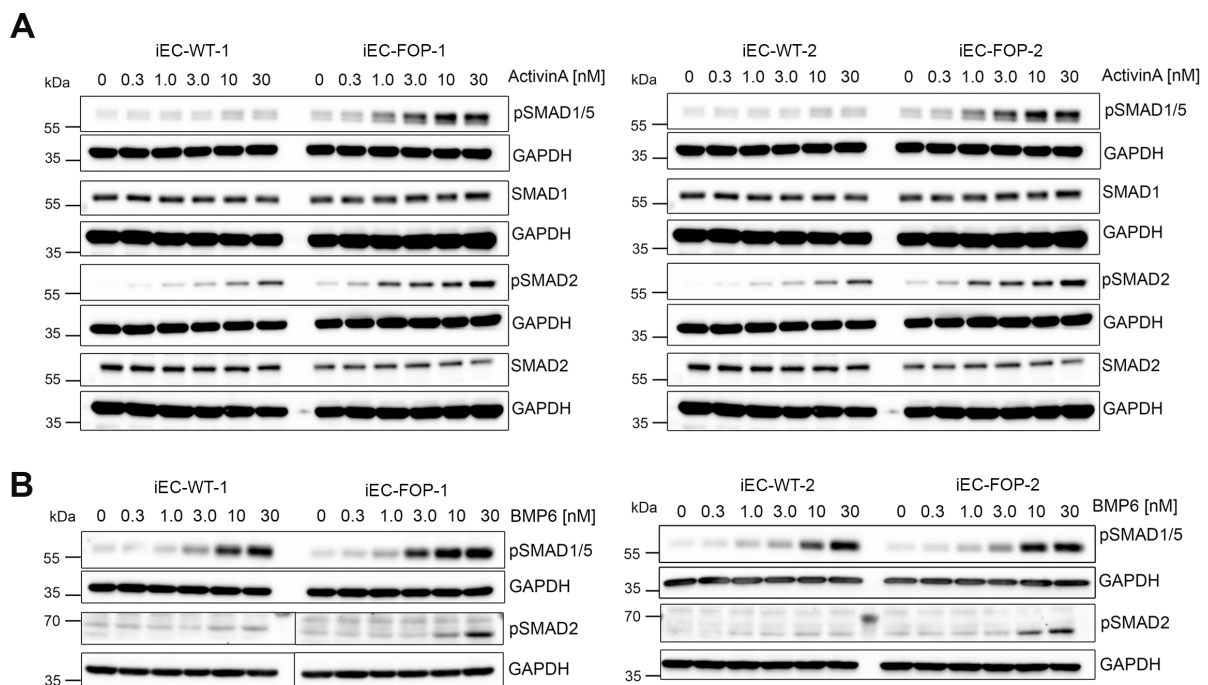 A
iEC-WT-1 iEC-FOP-1
kDa 0 0.3 1.0 3.0 10 30 0 0.3 1.0 3.0 10 30 ActivinA [nM]
55 pSMAD1/5
35 GAPDH
55 SMAD1
35 GAPDH
55 pSMAD2
35 GAPDH
55 SMAD2
35 GAPDH
iEC-WT-2 iEC-FOP-2
kDa 0 0.3 1.0 3.0 10 30 0 0.3 1.0 3.0 10 30 ActivinA [nM]
55 pSMAD1/5
35 GAPDH
55 SMAD1
35 GAPDH
55 pSMAD2
35 GAPDH
55 SMAD2
35 GAPDH
B
iEC-WT-1 iEC-FOP-1
kDa 0 0.3 1.0 3.0 10 30 0 0.3 1.0 3.0 10 30 BMP6 [nM]
55 pSMAD1/5
35 GAPDH
70 pSMAD2
35 GAPDH
iEC-WT-2 iEC-FOP-2
kDa 0 0.3 1.0 3.0 10 30 0 0.3 1.0 3.0 10 30 BMP6 [nM]
55 pSMAD1/5
35 GAPDH
70 pSMAD2
35 GAPDH